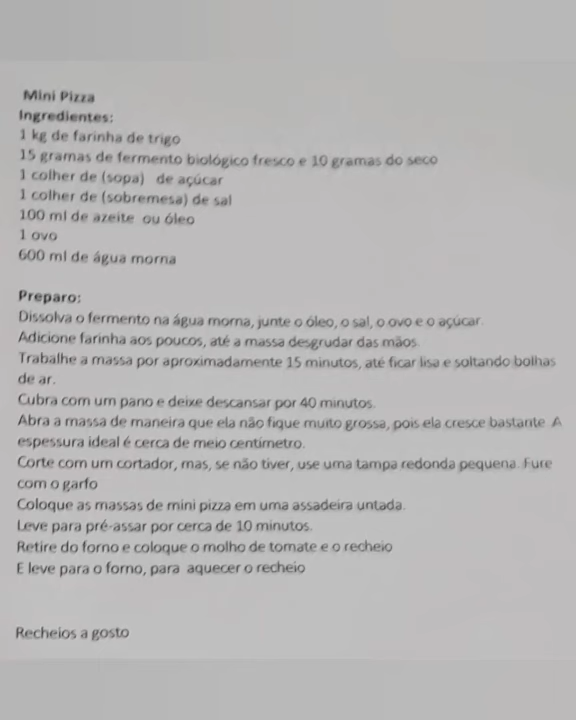 Mini Pizza
Ingredientes:
1 kg de farinha de trigo
15 gramas de fermento biológico fresco e 10 gramas do seco
1 colher de (sopa) de açúcar
1 colher de (sobremesa) de sal
100 ml de azeite ou óleo
1 ovo
600 ml de água morna
Preparo:
Dissolva o fermento na água morna, junte o óleo, o sal, o ovo e o açúcar.
Adicione farinha aos poucos, até a massa desgrudar das mãos.
Trabalhe a massa por aproximadamente 15 minutos, até ficar lisa e soltando bolhas
de ar.
Cubra com um pano e deixe descansar por 40 minutos.
Abra a massa de maneira que ela não fique muito grossa, pois ela cresce bastante. A
espessura ideal é cerca de meio centímetro.
Corte com um cortador, mas, se não tiver, use uma tampa redonda pequena. Fure
com o garfo
Coloque as massas de mini pizza em uma assadeira untada.
Leve para pré-assar por cerca de 10 minutos.
Retire do forno e coloque o molho de tomate e o recheio
E leve para o forno, para aquecer o recheio
Recheios a gosto